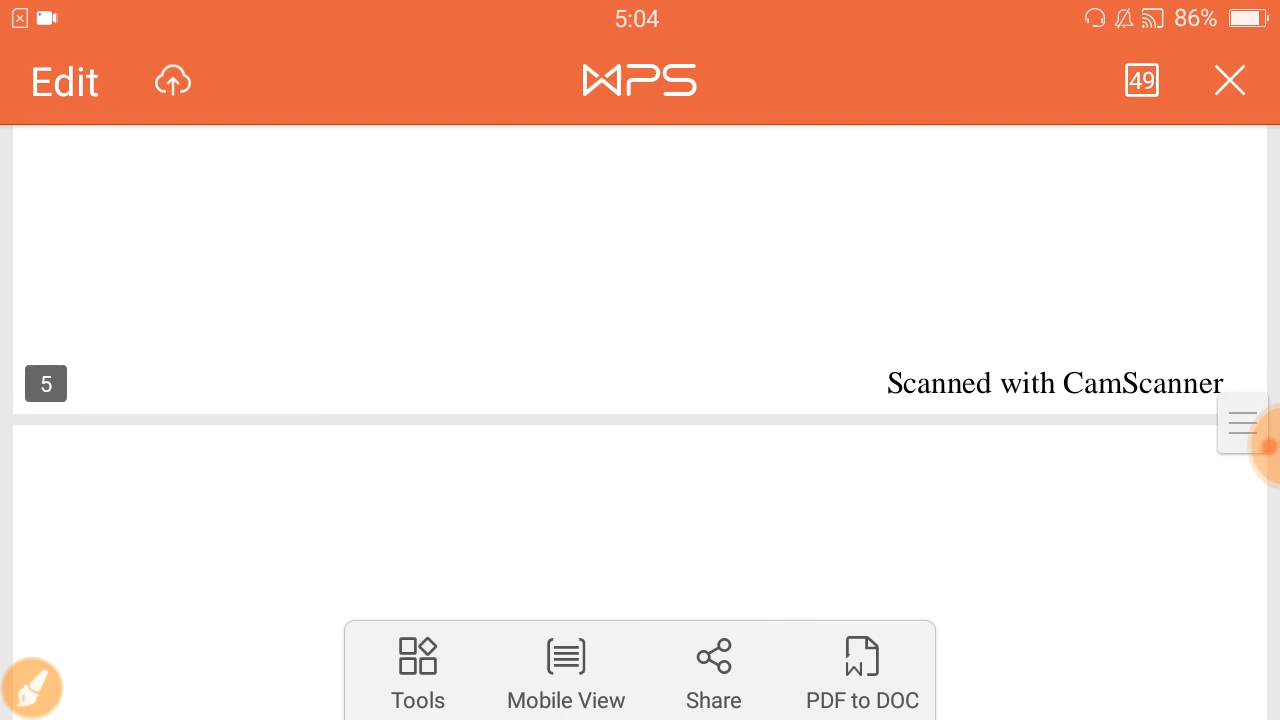 5:04
86%
Edit
WPS
49
5
Scanned with CamScanner
Tools
Mobile View
Share
PDF to DOC